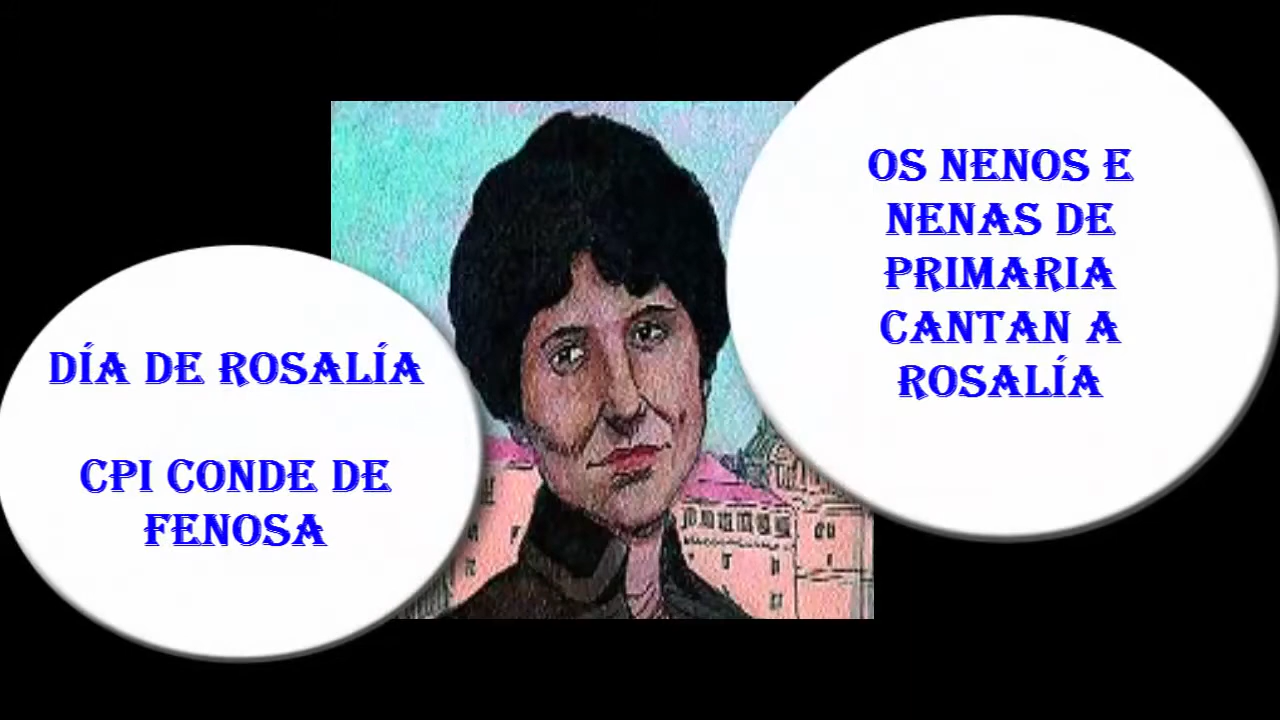 DÍA DE ROSALÍA
CPI CONDE DE
FENOSA
OS NENOS E
NENAS DE
PRIMARIA
CANTAN A
ROSALÍA